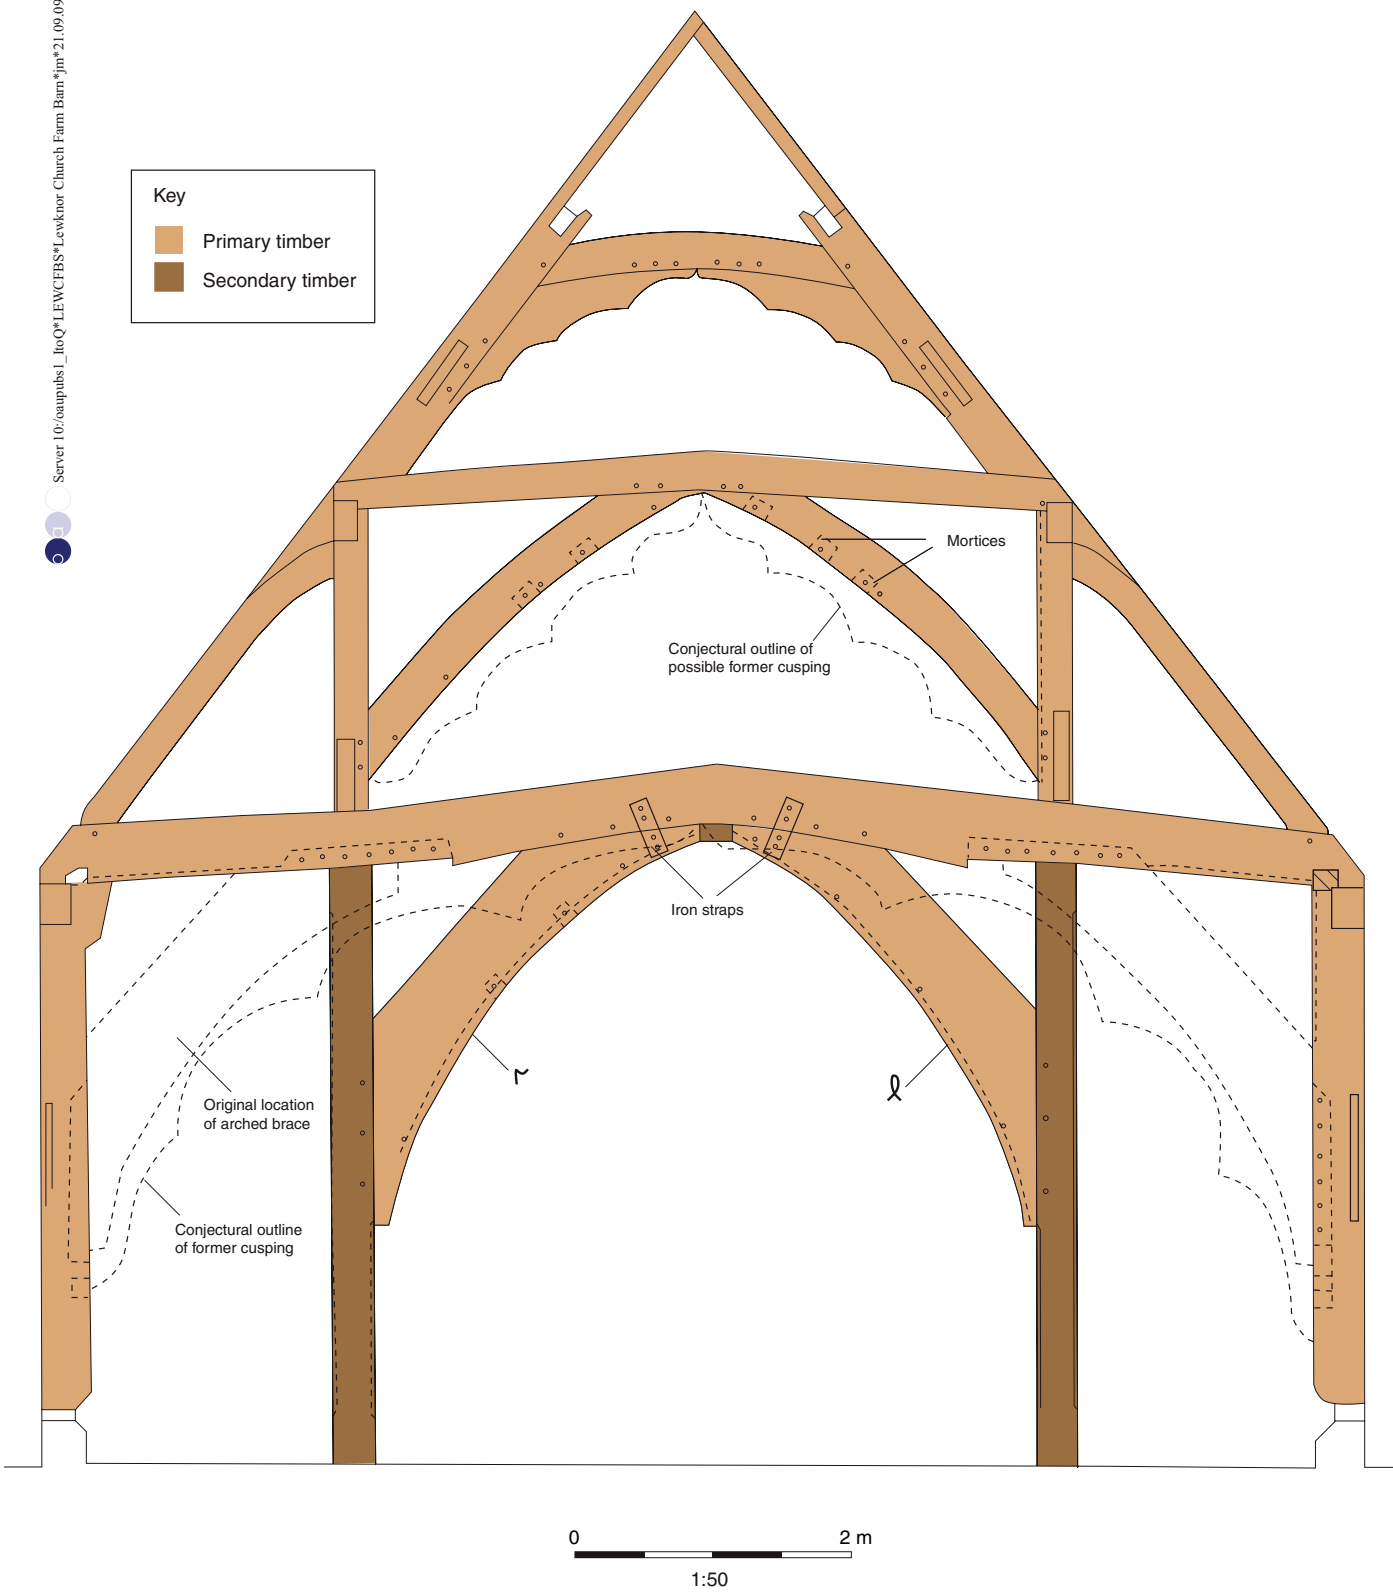 Server 10:/oaupubs1_ItoQ*LEWCFBS*Lewknor Church Farm Barn*jm*21.09.09
Key
Primary timber
Secondary timber
Mortices
Conjectural outline of
possible former cusping
Iron straps
Original location
of arched brace
Conjectural outline
of former cusping
0 2 m
1:50